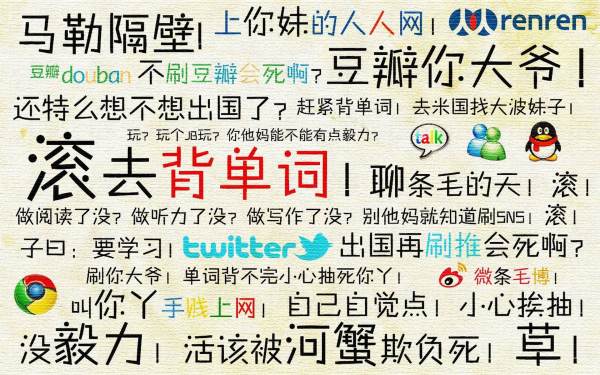 马勒隔壁! 上你妹的人人网! renren
豆瓣douban 不刷豆瓣会死啊? 豆瓣你大爷!
还特么想不想出国了? 赶紧背单词! 去米国找大波妹子!
玩? 玩个JB玩? 你他妈能不能有点毅力? talk
滚去背单词! 聊条毛的天! 滚!
做阅读了没? 做听力了没? 做写作了没? 别他妈就知道刷SNS! 滚!
子曰: 要学习! twitter 出国再刷推会死啊?
刷你大爷! 单词背不完小心抽死你丫! 微条毛博!
叫你丫手贱上网! 自己自觉点! 小心挨抽!
没毅力! 活该被河蟹欺负死! 草!